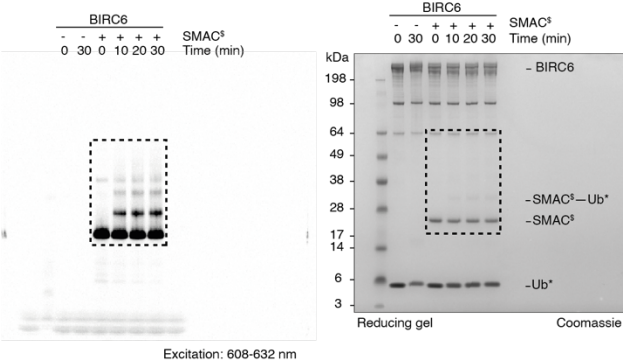 BIRC6
- - + + + + SMAC$
0 30 0 10 20 30 Time (min)
Excitation: 608-632 nm
BIRC6
- - + + + + SMAC$
0 30 0 10 20 30 Time (min)
kDa
198
98
64
49
38
28
17
14
6
3
BIRC6
SMAC$—Ub*
SMAC$
Ub*
Reducing gel
Coomassie